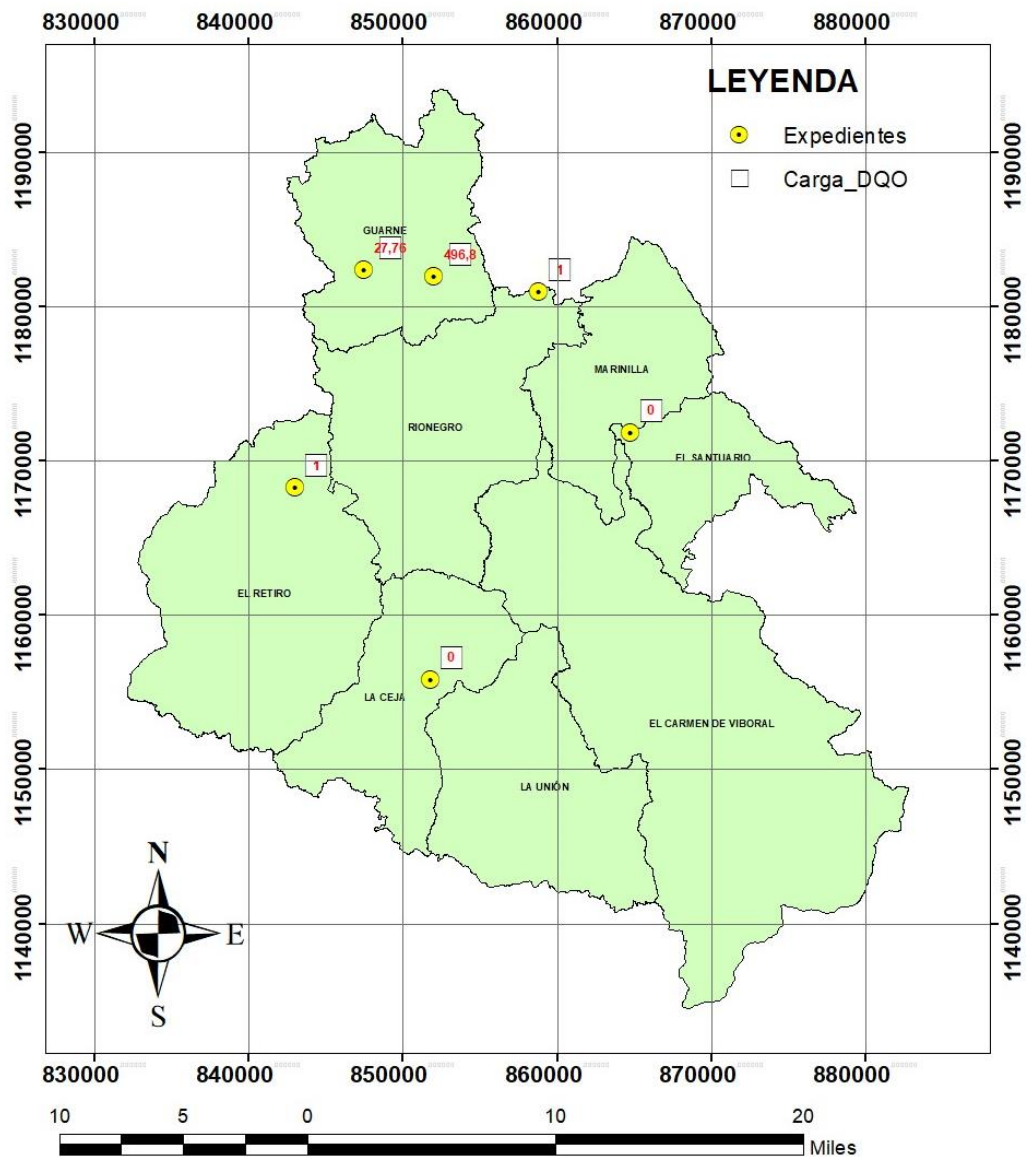 830000 840000 850000 860000 870000 880000
LEYENDA
Expedientes
Carga_DQO
1190000 1190000
GUARNE
27,76 496,8
1
1180000 1180000
MARINILLA
0
RIONEGRO
EL SANTUARIO
1170000 1170000
1
EL RETIRO
1160000 1160000
0
LA CEJA
EL CARMEN DE VIBORAL
LA UNIÓN
1150000 1150000
N
W E
S
1140000 1140000
830000 840000 850000 860000 870000 880000
10 5 0 10 20
Miles